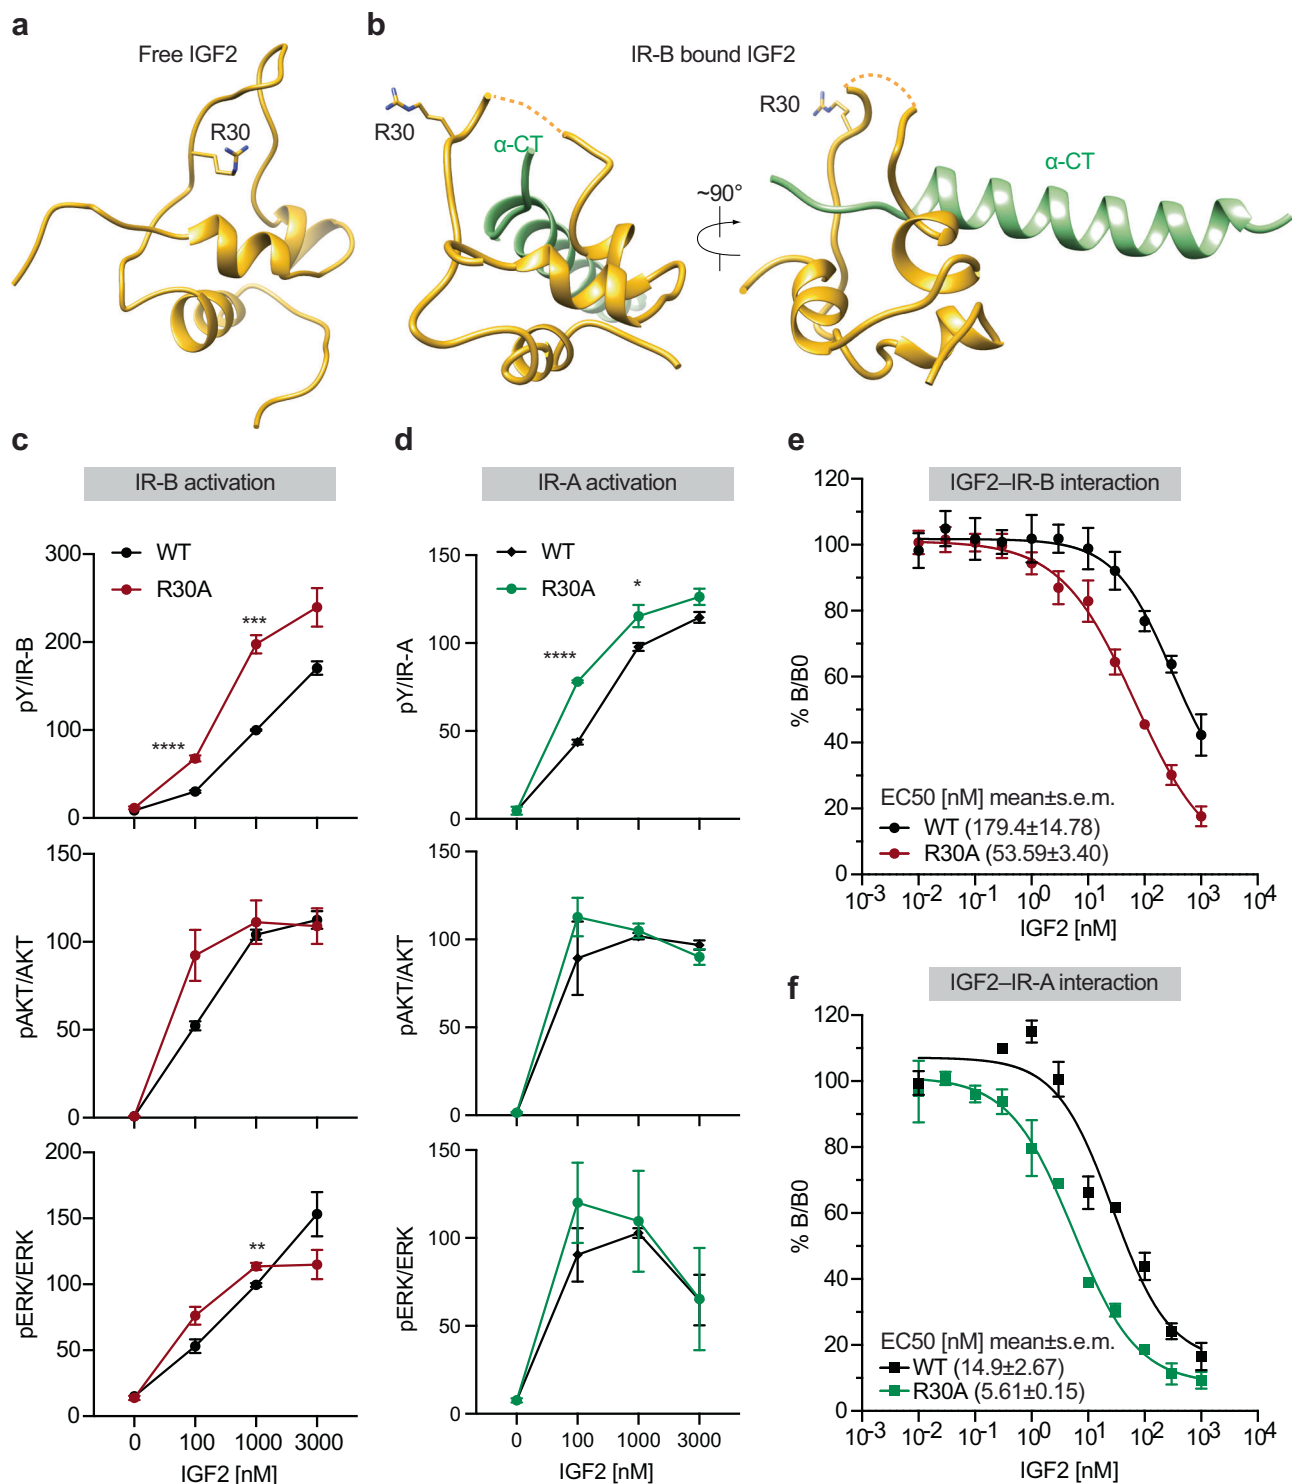 a
Free IGF2
R30
b
IR-B bound IGF2
R30
α-CT
R30
α-CT
~90°
c
IR-B activation
WT
R30A
300
200
100
0
pY/IR-B
****
***
150
100
50
0
pAKT/AKT
200
150
100
50
0
pERK/ERK
**
0 100 1000 3000
IGF2 [nM]
d
IR-A activation
WT
R30A
150
100
50
0
pY/IR-A
****
*
150
100
50
0
pAKT/AKT
150
100
50
0
pERK/ERK
0 100 1000 3000
IGF2 [nM]
e
IGF2–IR-B interaction
120
100
80
60
40
20
0
% B/B0
EC50 [nM] mean±s.e.m.
WT (179.4±14.78)
R30A (53.59±3.40)
10⁻³ 10⁻² 10⁻¹ 10⁰ 10¹ 10² 10³ 10⁴
IGF2 [nM]
f
IGF2–IR-A interaction
120
100
80
60
40
20
0
% B/B0
EC50 [nM] mean±s.e.m.
WT (14.9±2.67)
R30A (5.61±0.15)
10⁻³ 10⁻² 10⁻¹ 10⁰ 10¹ 10² 10³ 10⁴
IGF2 [nM]